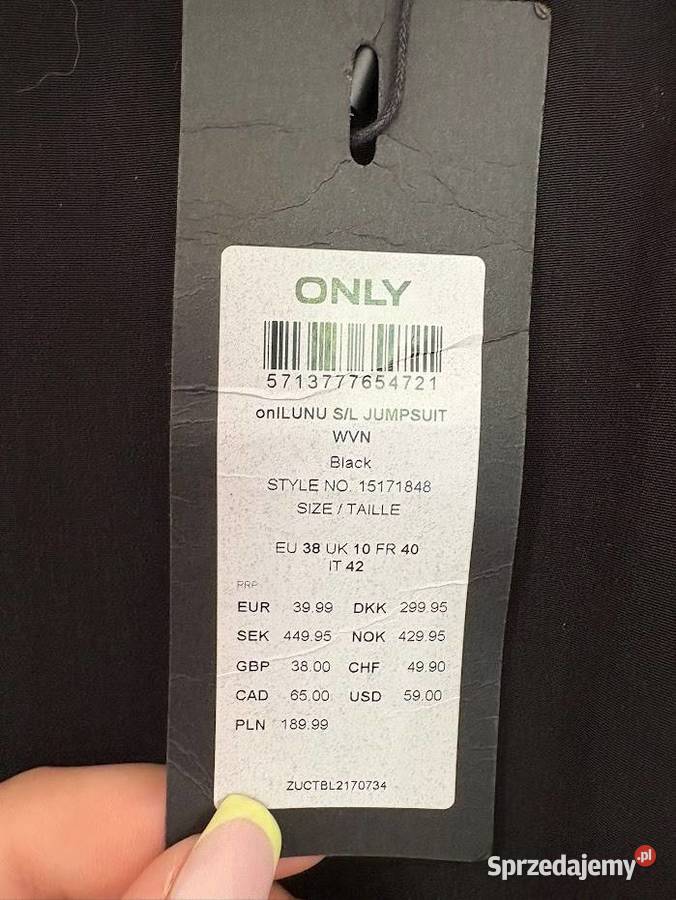 ONLY
5713777654721
onlLUNU S/L JUMPSUIT
WVN
Black
STYLE NO. 15171848
SIZE / TAILLE
EU 38 UK 10 FR 40
IT 42
RRP
EUR 39.99 DKK 299.95
SEK 449.95 NOK 429.95
GBP 38.00 CHF 49.90
CAD 65.00 USD 59.00
PLN 189.99
ZUCTBL2170734
Sprzedajemy.pl